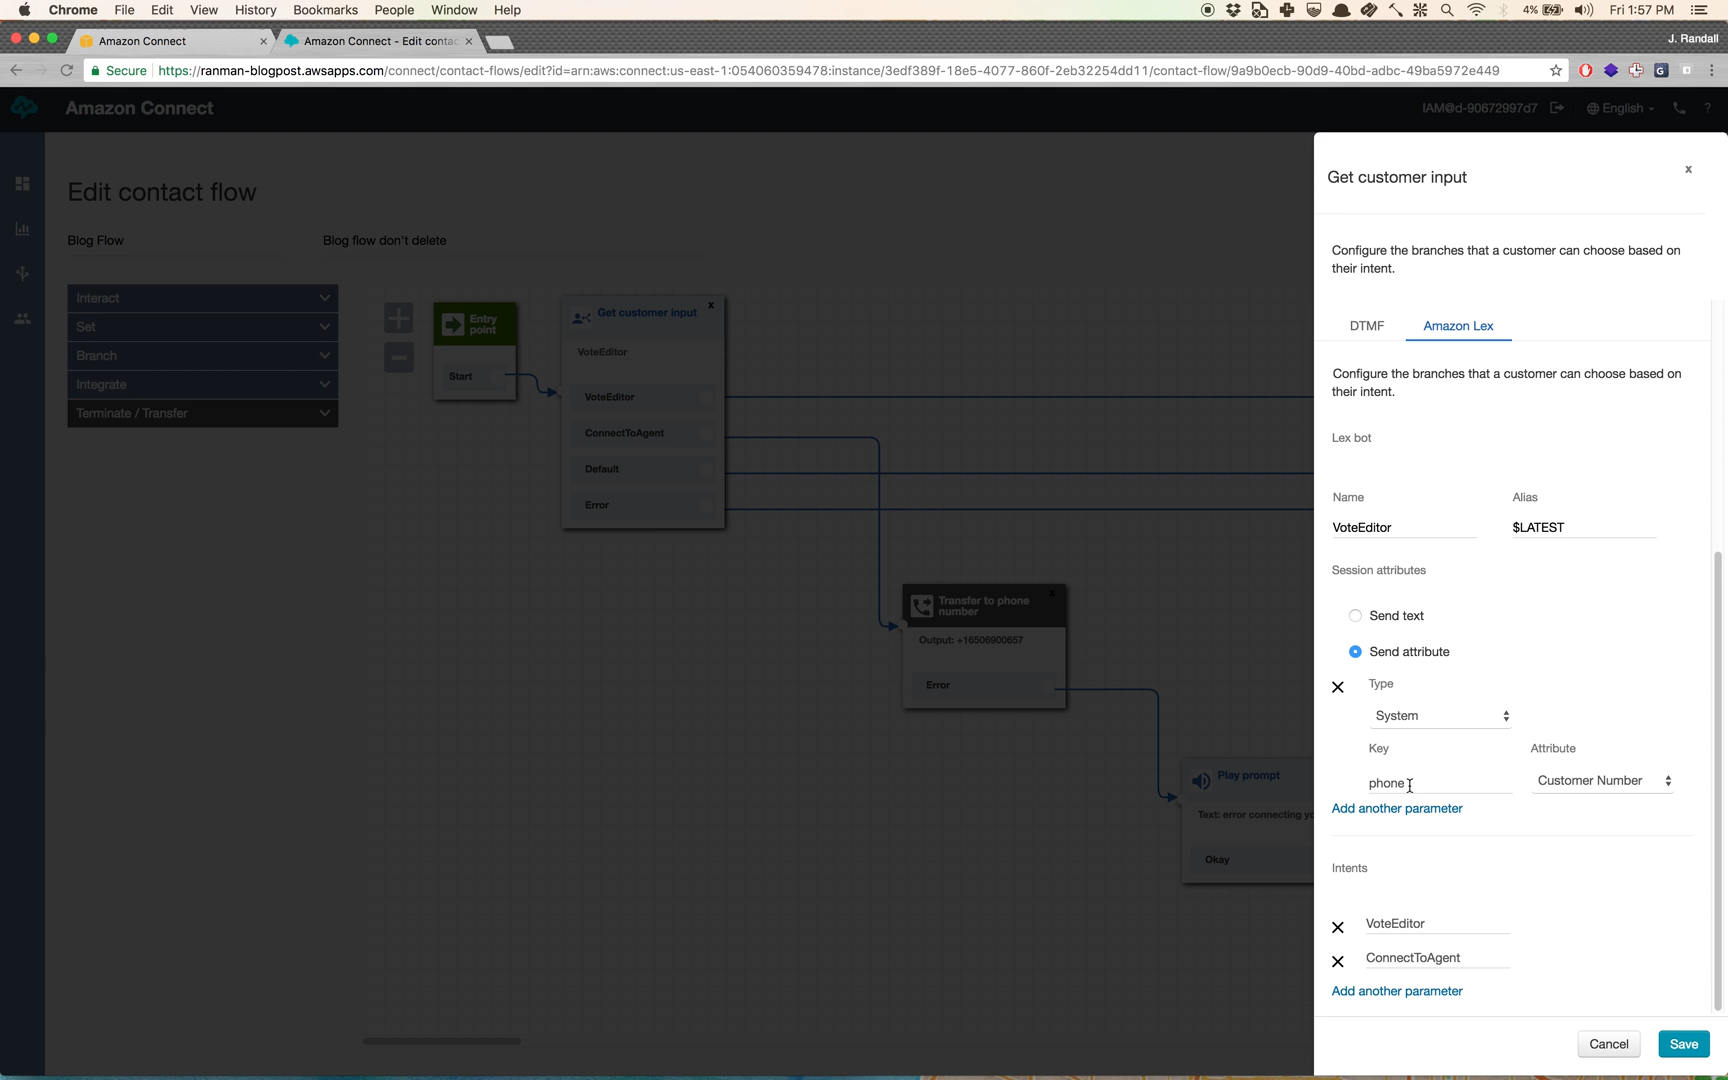 Chrome File Edit View History Bookmarks People Window Help
4% Fri 1:57 PM
Amazon Connect
Amazon Connect - Edit contac
J. Randall
Secure https://ranman-blogpost.awsapps.com/connect/contact-flows/edit?id=arn:aws:connect:us-east-1:054060359478:instance/3edf389f-18e5-4077-860f-2eb32254dd11/contact-flow/9a9b0ecb-90d9-40bd-adbc-49ba5972e449
Amazon Connect
IAM@d-90672997d7
English
?
Edit contact flow
Blog Flow
Blog flow don't delete
Interact
Set
Branch
Integrate
Terminate / Transfer
Entry
point
Start
Get customer input
x
VoteEditor
VoteEditor
ConnectToAgent
Default
Error
Transfer to phone
number
x
Output: +16506900657
Error
Play prompt
Text: error connecting yo
Okay
Get customer input
x
Configure the branches that a customer can choose based on
their intent.
DTMF
Amazon Lex
Configure the branches that a customer can choose based on
their intent.
Lex bot
Name
Alias
VoteEditor
$LATEST
Session attributes
Send text
Send attribute
Type
System
Key
Attribute
phone
Customer Number
Add another parameter
Intents
VoteEditor
ConnectToAgent
Add another parameter
Cancel
Save